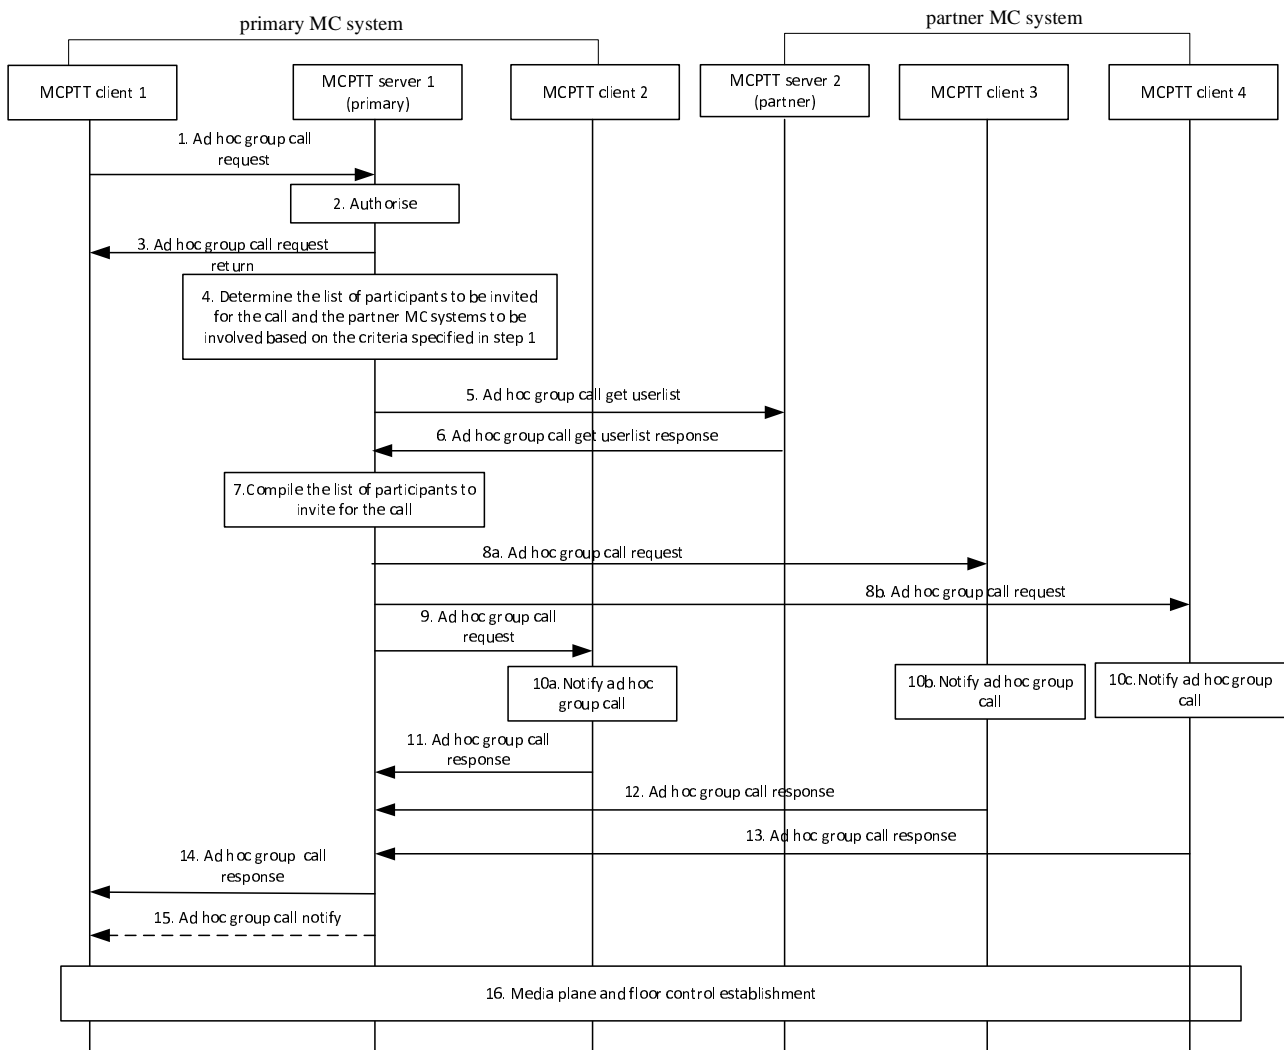 primary MC system
partner MC system
MCPTT client 1
MCPTT server 1
(primary)
MCPTT client 2
MCPTT server 2
(partner)
MCPTT client 3
MCPTT client 4
1. Ad hoc group call
request
2. Authorise
3. Ad hoc group call request
return
4. Determine the list of participants to be invited
for the call and the partner MC systems to be
involved based on the criteria specified in step 1
5. Ad hoc group call get userlist
6. Ad hoc group call get userlist response
7.Compile the list of participants to
invite for the call
8a. Ad hoc group call request
8b. Ad hoc group call request
9. Ad hoc group call
request
10a. Notify ad hoc
group call
10b. Notify ad hoc group
call
10c. Notify ad hoc group
call
11. Ad hoc group call
response
12. Ad hoc group call response
13. Ad hoc group call response
14. Ad hoc group call
response
15. Ad hoc group call notify
16. Media plane and floor control establishment